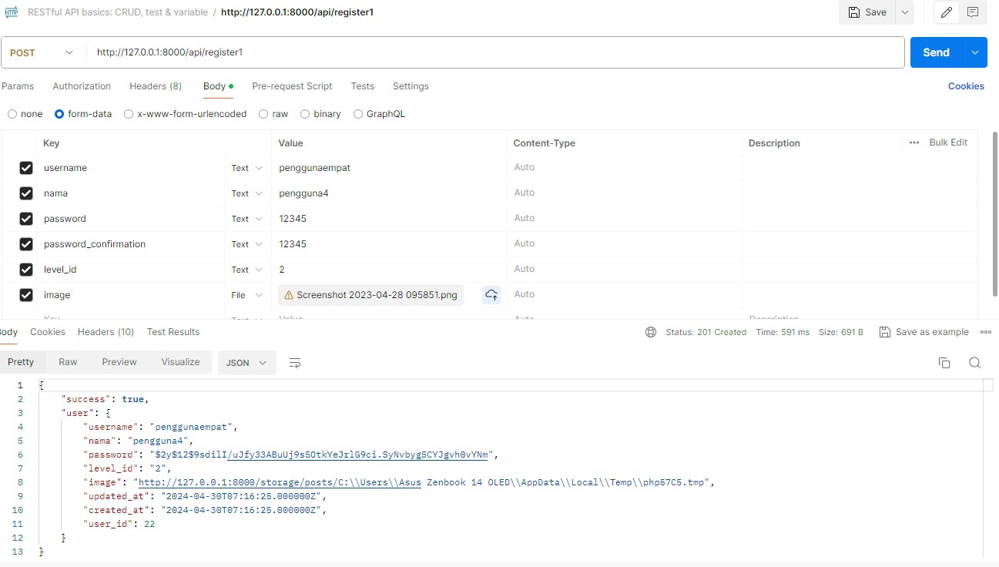 HTTP RESTful API basics: CRUD, test & variable / http://127.0.0.1:8000/api/register1 Save
POST http://127.0.0.1:8000/api/register1 Send
Params Authorization Headers (8) Body Pre-request Script Tests Settings Cookies
none form-data x-www-form-urlencoded raw binary GraphQL
Key Value Content-Type Description ••• Bulk Edit
username Text penggunaempat Auto
nama Text pengguna4 Auto
password Text 12345 Auto
password_confirmation Text 12345 Auto
level_id Text 2 Auto
image File Screenshot 2023-04-28 095851.png Auto
Key Text Value Auto Description
Body Cookies Headers (10) Test Results Status: 201 Created Time: 591 ms Size: 691 B Save as example
Pretty Raw Preview Visualize JSON
1 {
2 "success": true,
3 "user": {
4 "username": "penggunaempat",
5 "nama": "pengguna4",
6 "password": "$2y$12$9sdilI/uJfy33ABuUj9s5OtkYeJrlG9ci.SyNvbyg5CYJgvh0vYNm",
7 "level_id": "2",
8 "image": "http://127.0.0.1:8000/storage/posts/C:\\Users\\Asus Zenbook 14 OLED\\AppData\\Local\\Temp\\php57C5.tmp",
9 "updated_at": "2024-04-30T07:16:25.000000Z",
10 "created_at": "2024-04-30T07:16:25.000000Z",
11 "user_id": 22
12 }
13 }